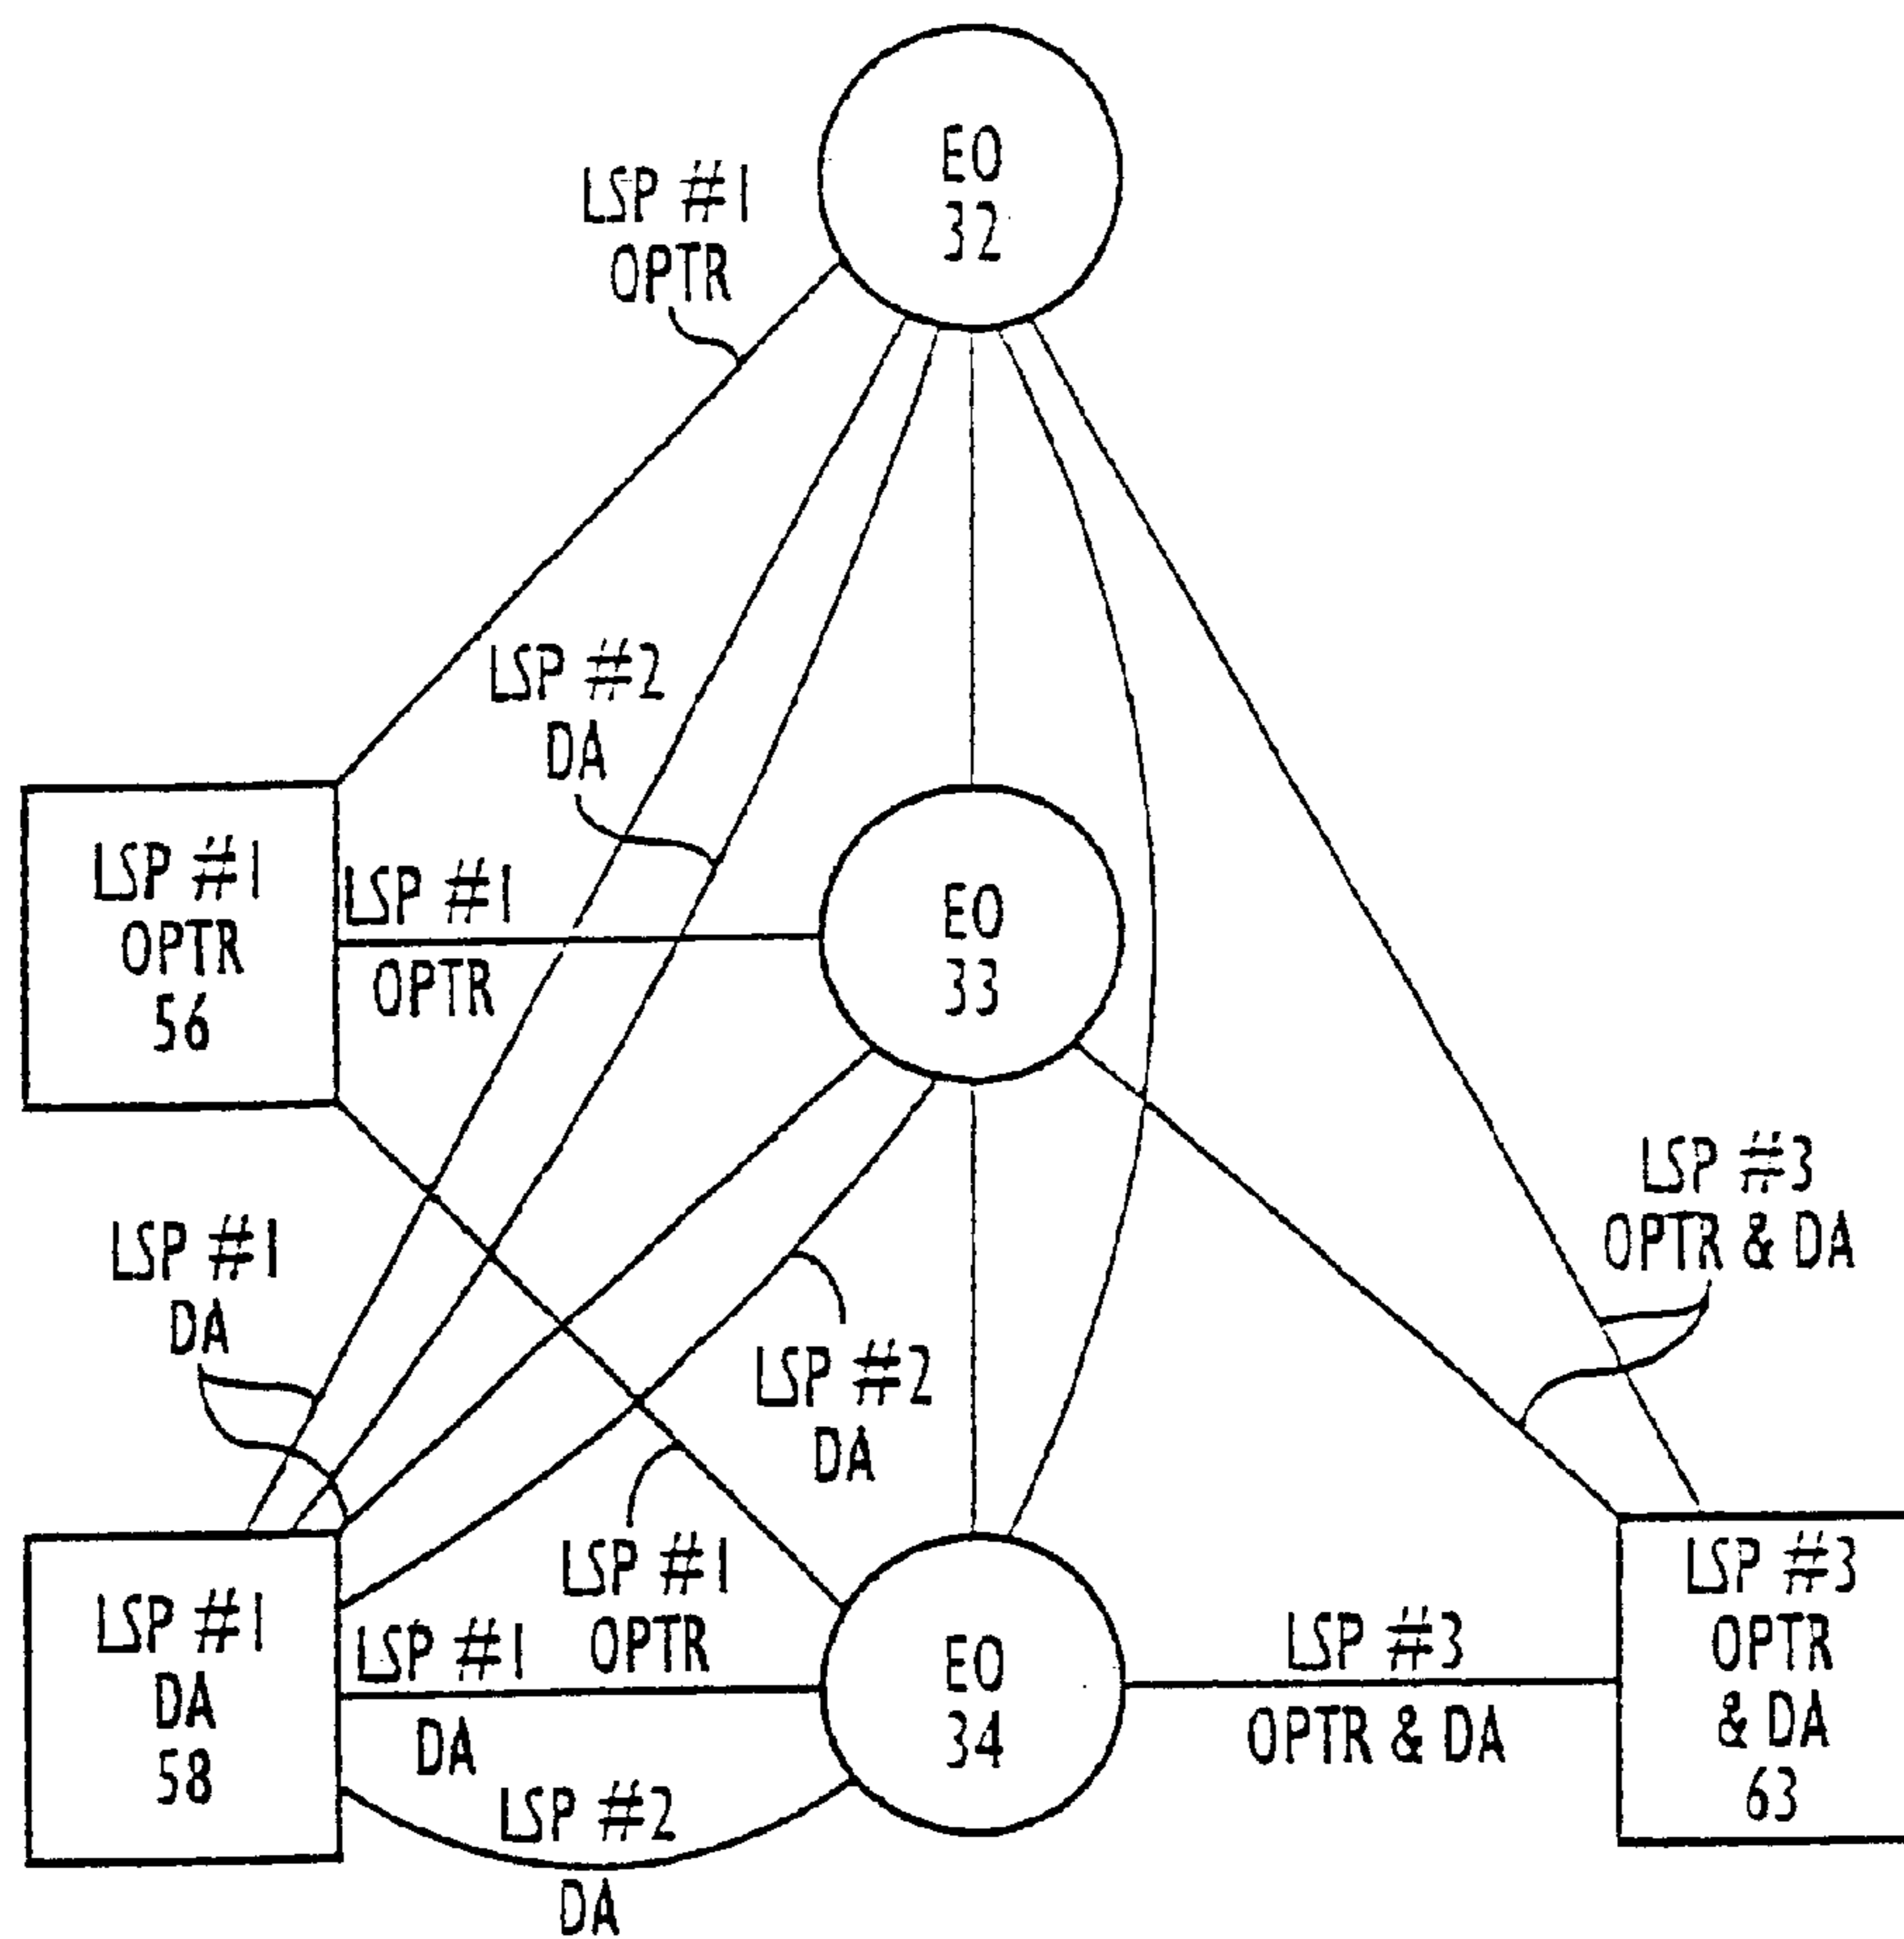 EO
32
LSP #1
OPTR
LSP #2
DA
LSP #1
OPTR
56
LSP #1
OPTR
EO
33
LSP #3
OPTR & DA
LSP #1
DA
LSP #2
DA
LSP #1
OPTR
LSP #1
DA
58
LSP #1
DA
LSP #2
DA
EO
34
LSP #3
OPTR & DA
LSP #3
OPTR
& DA
63